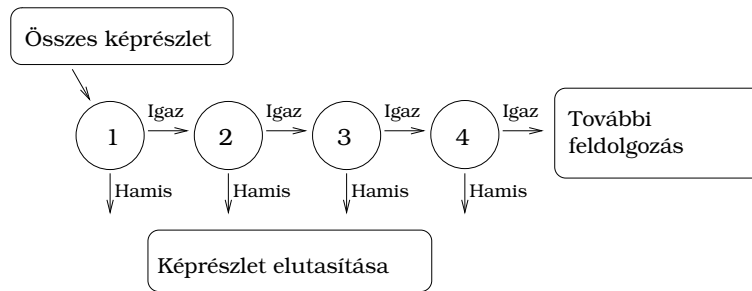 Összes képrészlet
Igaz Igaz Igaz Igaz
1 2 3 4
További
feldolgozás
Hamis Hamis Hamis Hamis
Képrészlet elutasítása